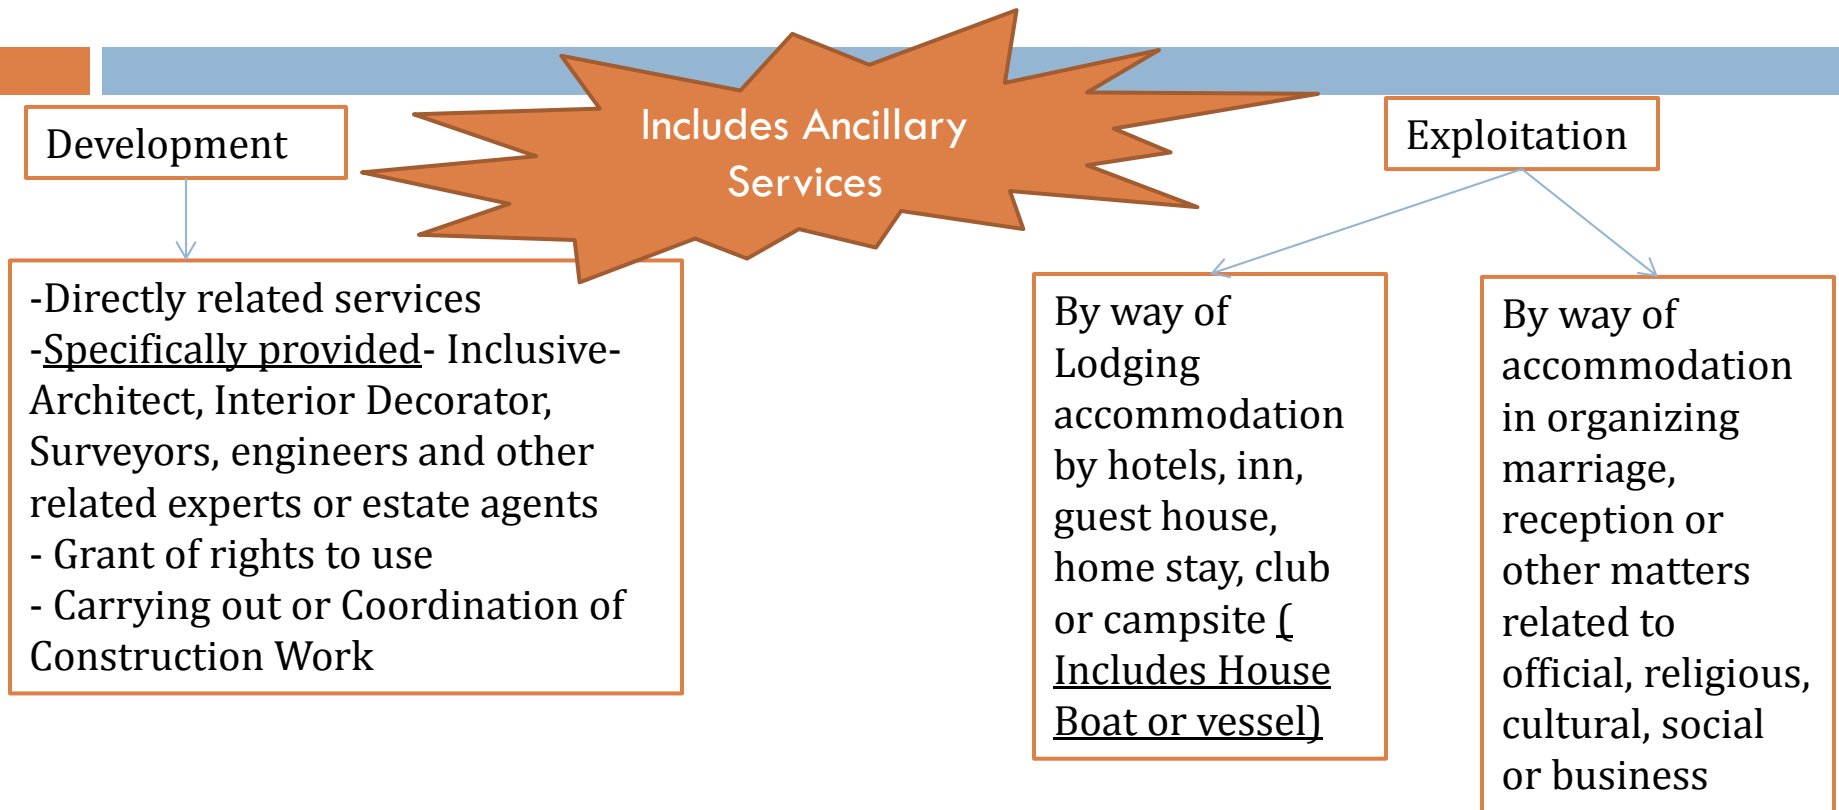 Includes Ancillary
Services
Development
Exploitation
-Directly related services
-Specifically provided- Inclusive-
Architect, Interior Decorator,
Surveyors, engineers and other
related experts or estate agents
- Grant of rights to use
- Carrying out or Coordination of
Construction Work
By way of
Lodging
accommodation
by hotels, inn,
guest house,
home stay, club
or campsite (
Includes House
Boat or vessel)
By way of
accommodation
in organizing
marriage,
reception or
other matters
related to
official, religious,
cultural, social
or business